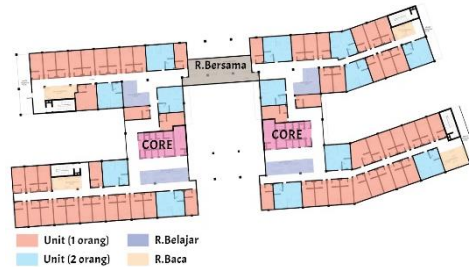 R.Bersama
CORE
CORE
Unit (1 orang)
R.Belajar
Unit (2 orang)
R.Baca